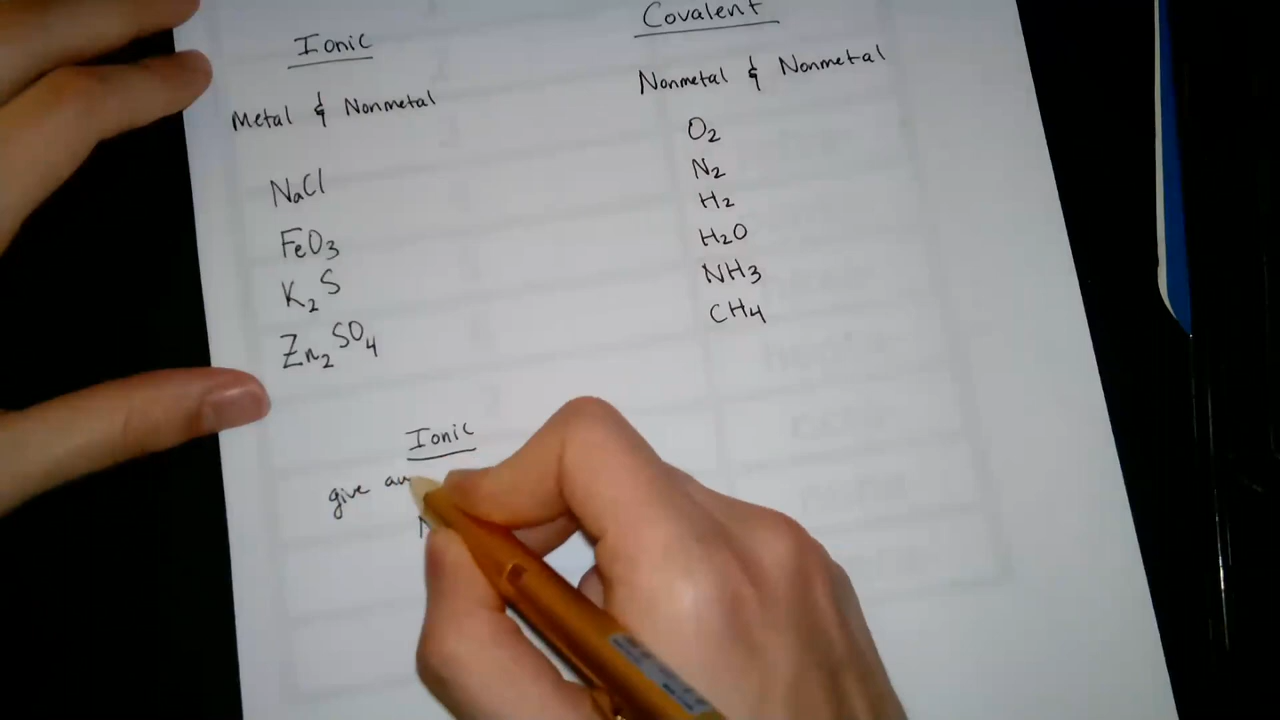 Ionic
Metal & Nonmetal
NaCl
FeO3
K2S
Zn2SO4
Covalent
Nonmetal & Nonmetal
O2
N2
H2
H2O
NH3
CH4
Ionic
give